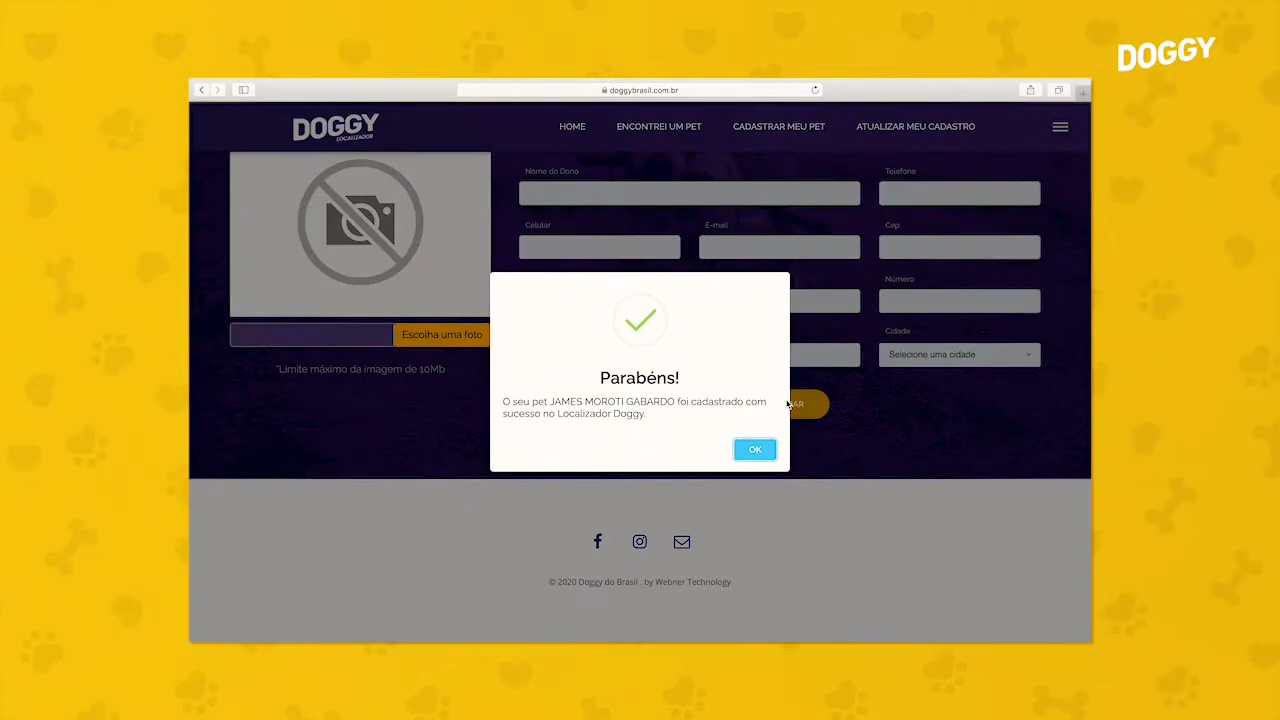 DOGGY
doggybrasil.com.br
DOGGY
LOCALIZADOR
HOME
ENCONTREI UM PET
CADASTRAR MEU PET
ATUALIZAR MEU CADASTRO
Nome do Dono
Telefone
Celular
E-mail
Cep
Número
Escolha uma foto
Cidade
Selecione uma cidade
*Limite máximo da imagem de 10Mb
Parabéns!
O seu pet JAMES MOROTI GABARDO foi cadastrado com
sucesso no Localizador Doggy.
OK
© 2020 Doggy do Brasil . by Webner Technology